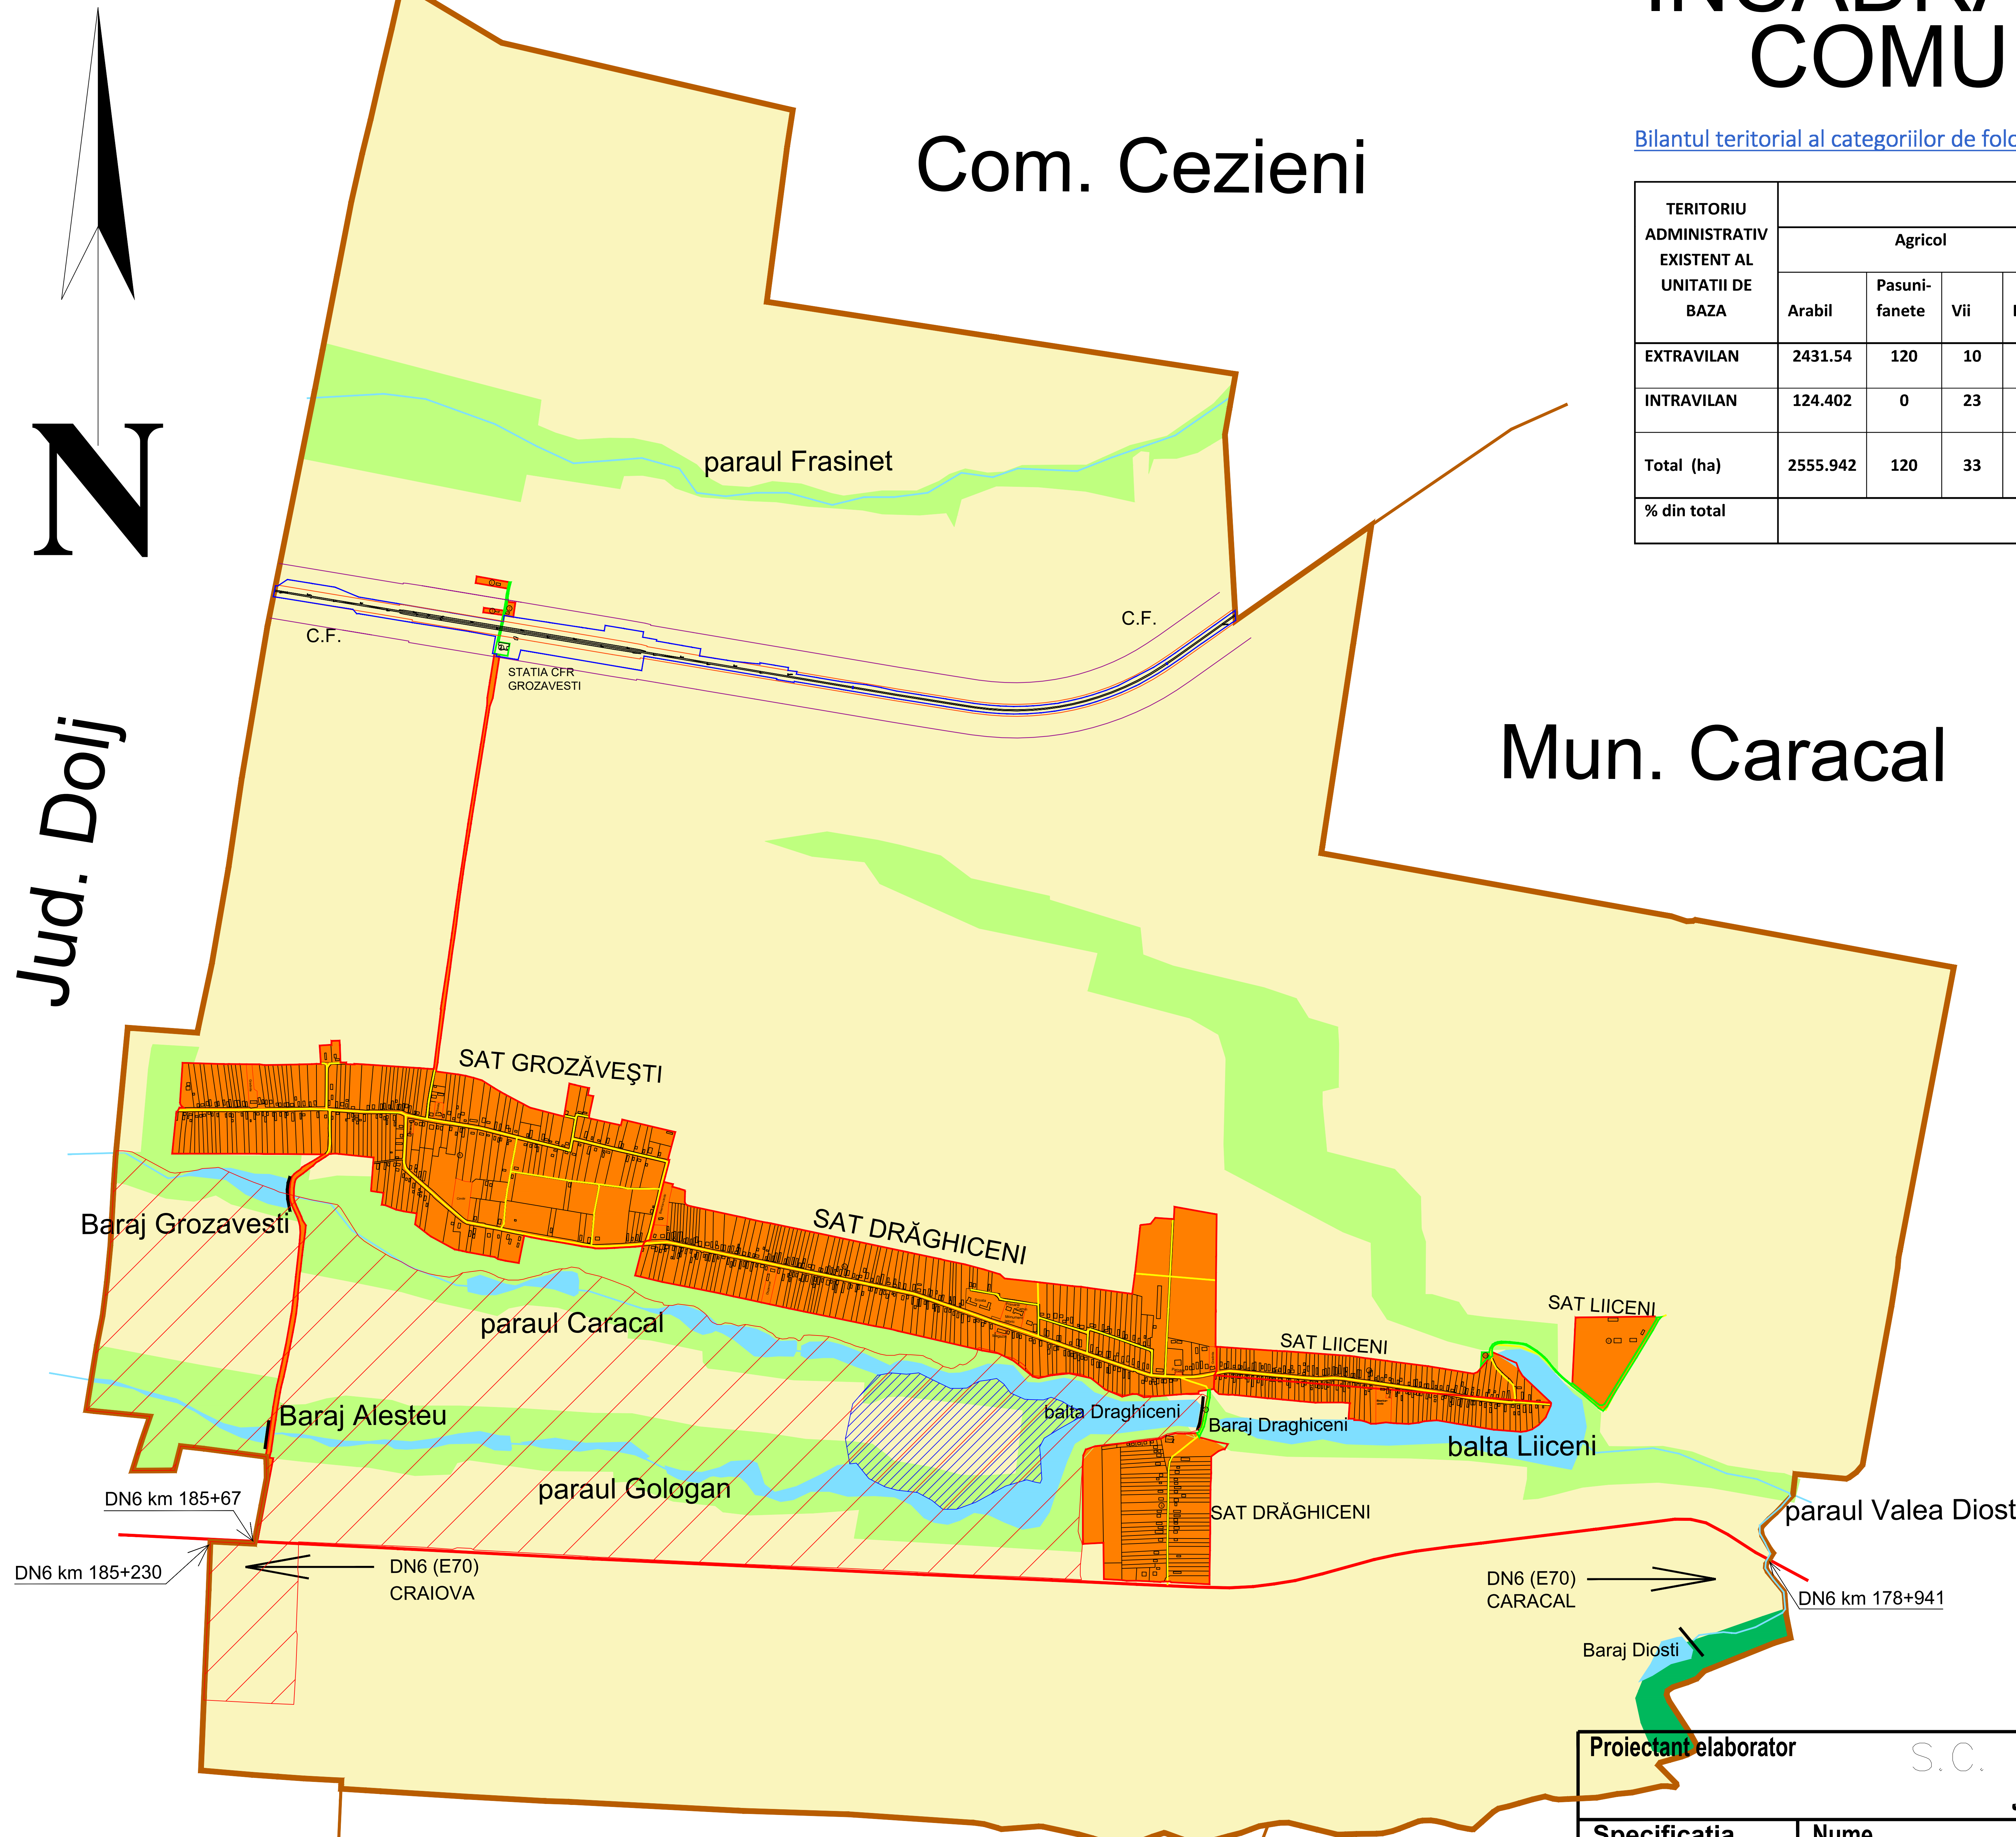 COMU
Bilantul teritorial al categoriilor de folo
TERITORIU
ADMINISTRATIV
EXISTENT AL
UNITATII DE
BAZA
Agricol
Arabil
Pasuni-
fanete
Vii
EXTRAVILAN 2431.54 120 10
INTRAVILAN 124.402 0 23
Total (ha) 2555.942 120 33
% din total
Com. Cezieni
N
paraul Frasinet
C.F.
C.F.
STATIA CFR
GROZAVESTI
Jud. Dolj
Mun. Caracal
SAT GROZĂVEŞTI
Baraj Grozavesti
SAT DRĂGHICENI
paraul Caracal
SAT LIICENI
SAT LIICENI
Baraj Alesteu
balta Draghiceni
Baraj Draghiceni
balta Liiceni
paraul Gologan
SAT DRĂGHICENI
paraul Valea Diost
DN6 km 185+67
DN6 km 185+230
DN6 (E70)
CRAIOVA
DN6 (E70)
CARACAL
DN6 km 178+941
Baraj Diosti
Proiectant elaborator
S.C.
Specificatia
Nume